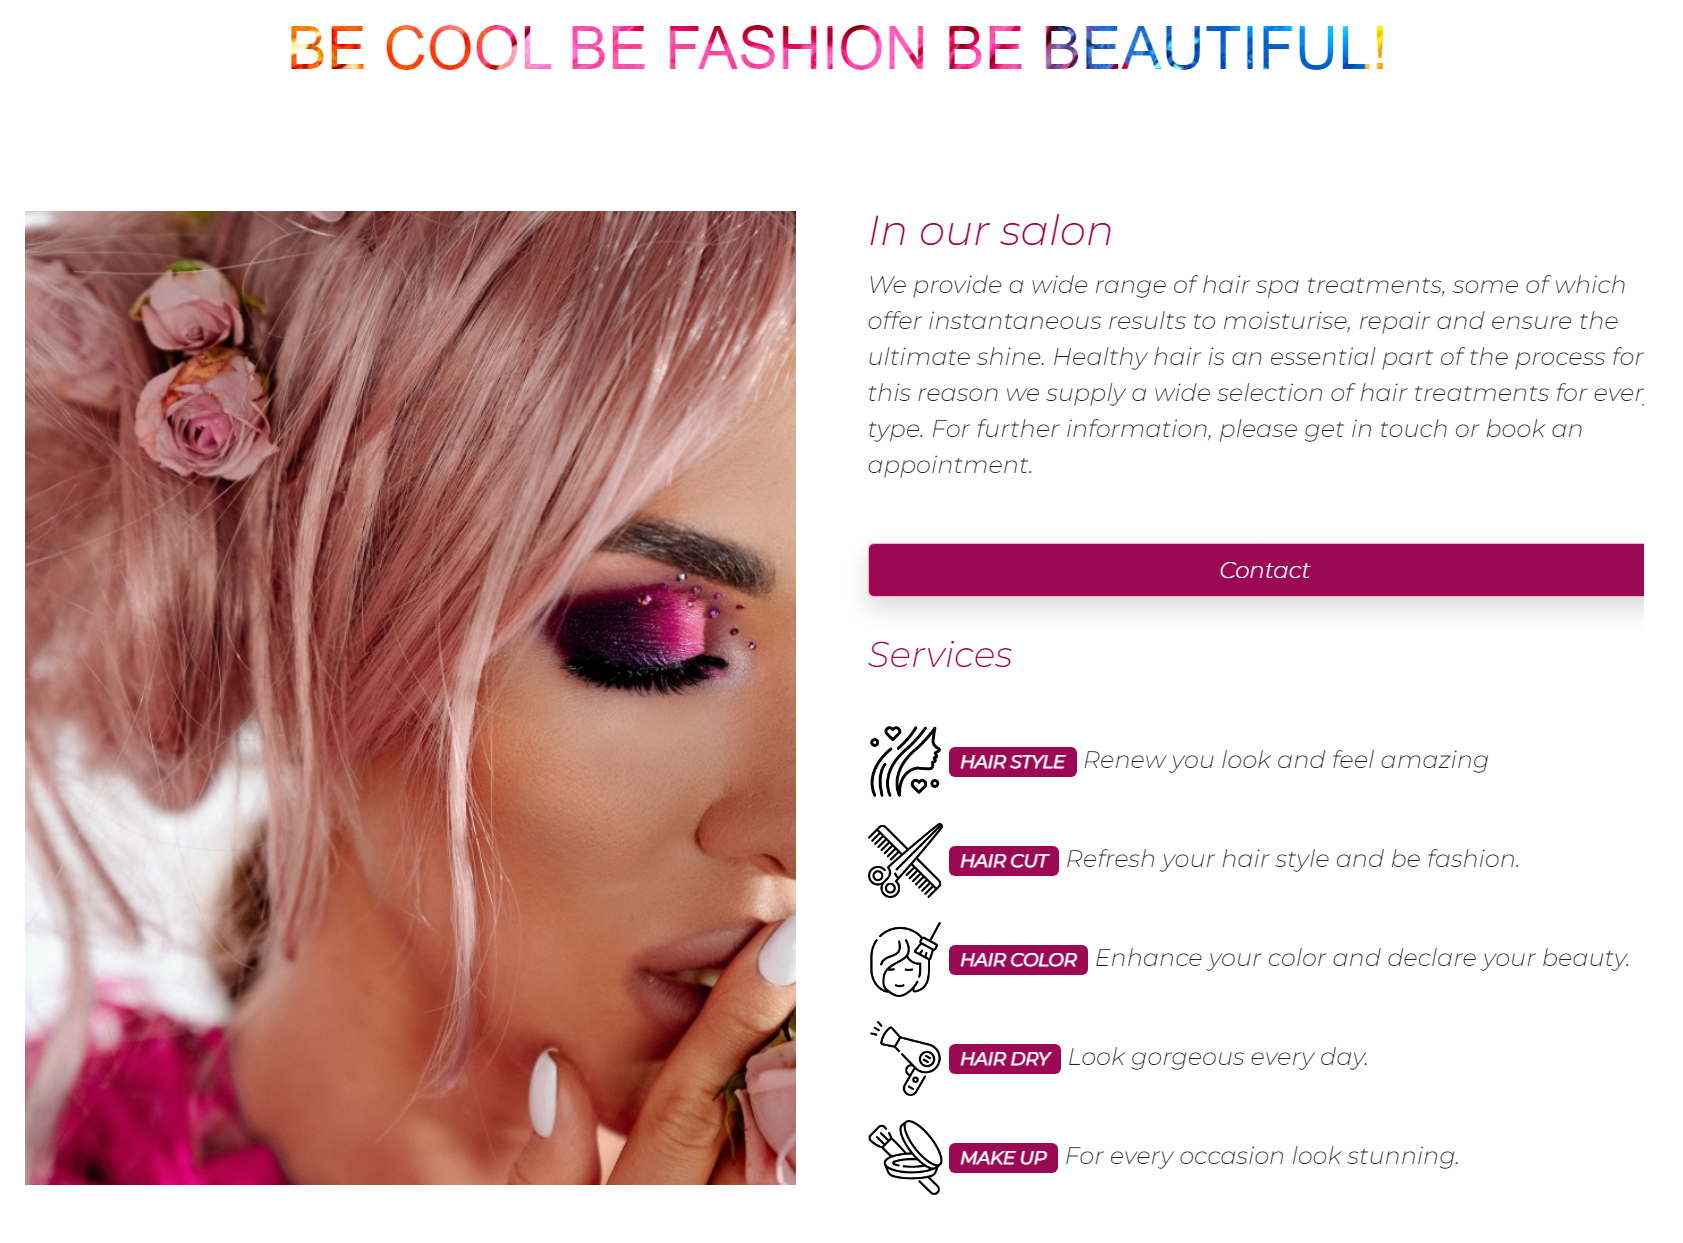 BE COOL BE FASHION BE BEAUTIFUL!
In our salon
We provide a wide range of hair spa treatments, some of which
offer instantaneous results to moisturise, repair and ensure the
ultimate shine. Healthy hair is an essential part of the process for
this reason we supply a wide selection of hair treatments for every
type. For further information, please get in touch or book an
appointment.
Contact
Services
HAIR STYLE Renew you look and feel amazing
HAIR CUT Refresh your hair style and be fashion.
HAIR COLOR Enhance your color and declare your beauty.
HAIR DRY Look gorgeous every day.
MAKE UP For every occasion look stunning.